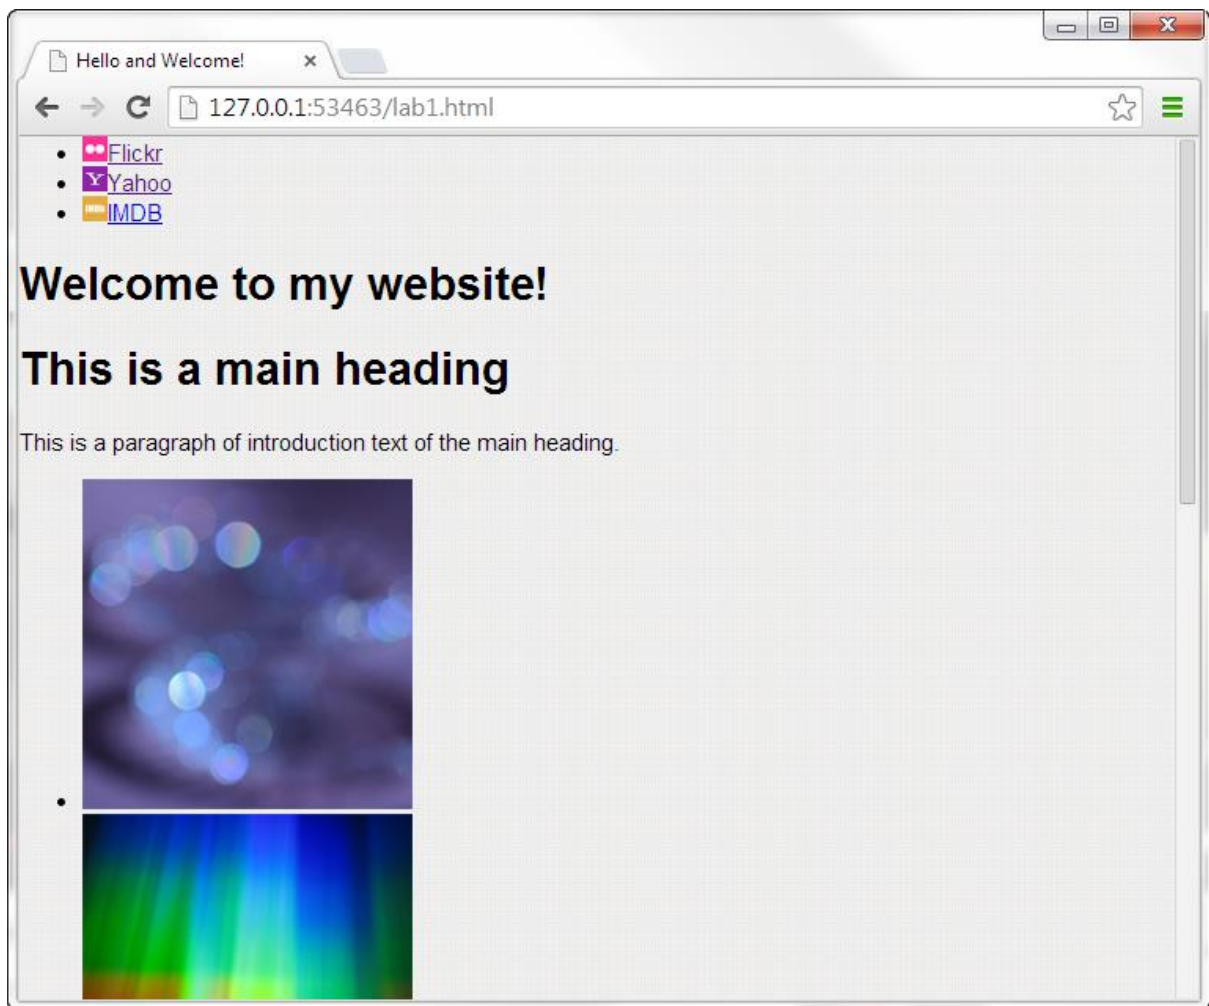 Hello and Welcome!
127.0.0.1:53463/lab1.html
Flickr
Y Yahoo
IMDb IMDB
Welcome to my website!
This is a main heading
This is a paragraph of introduction text of the main heading.